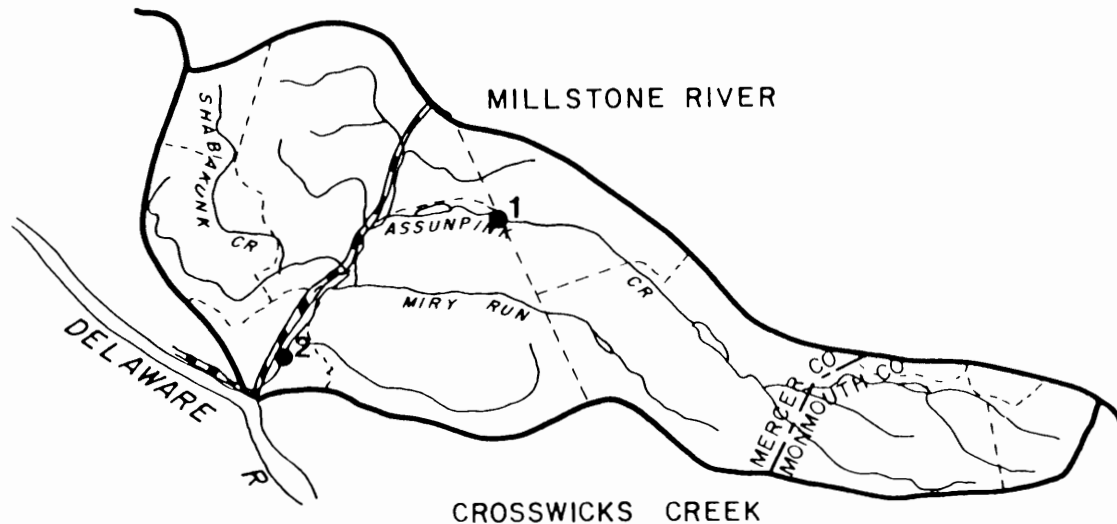 MILLSTONE RIVER
SHABAKUNK
CR
1
ASSUNPINK
CR
MIRY RUN
2
DELAWARE
R
MERCER CO
MONMOUTH CO
CROSSWICKS CREEK